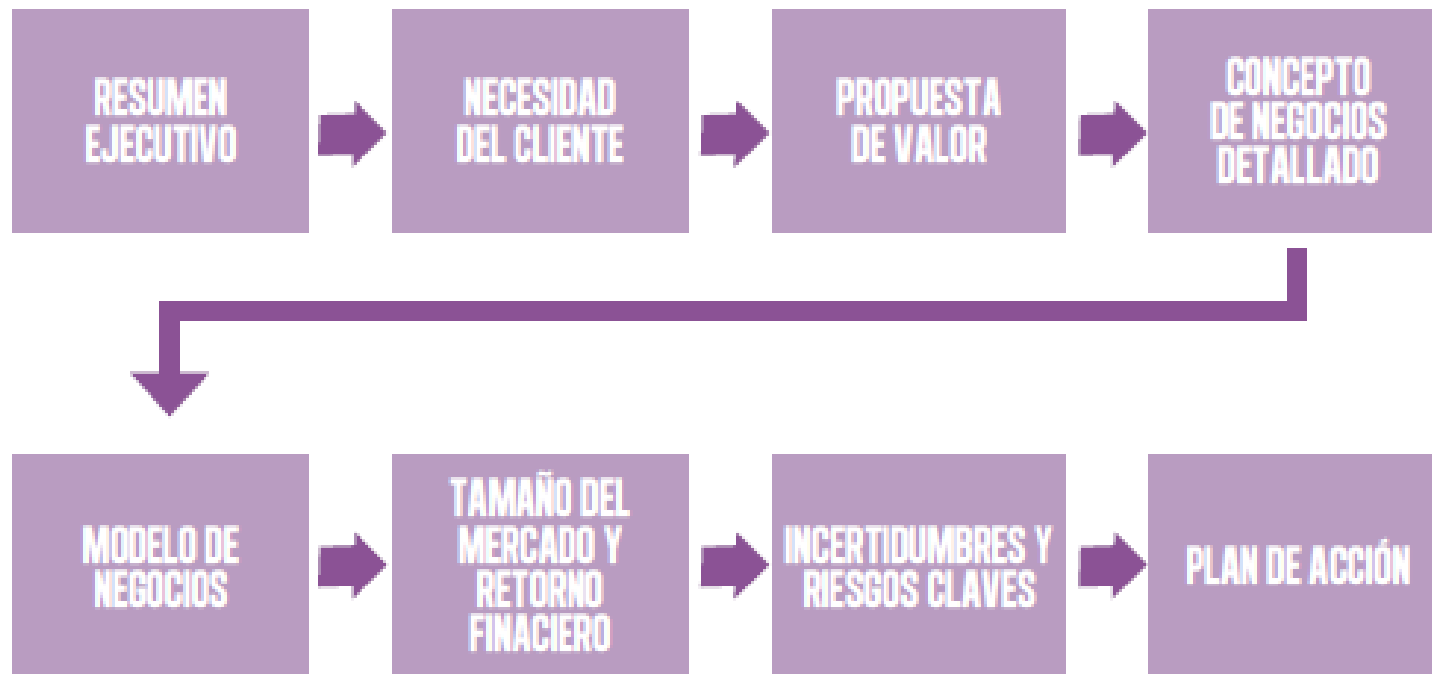 RESUMEN
EJECUTIVO
NECESIDAD
DEL CLIENTE
PROPUESTA
DE VALOR
CONCEPTO
DE NEGOCIOS
DETALLADO
MODELO DE
NEGOCIOS
TAMAÑO DEL
MERCADO Y
RETORNO
FINACIERO
INCERTIDUMBRES Y
RIESGOS CLAVES
PLAN DE ACCIÓN